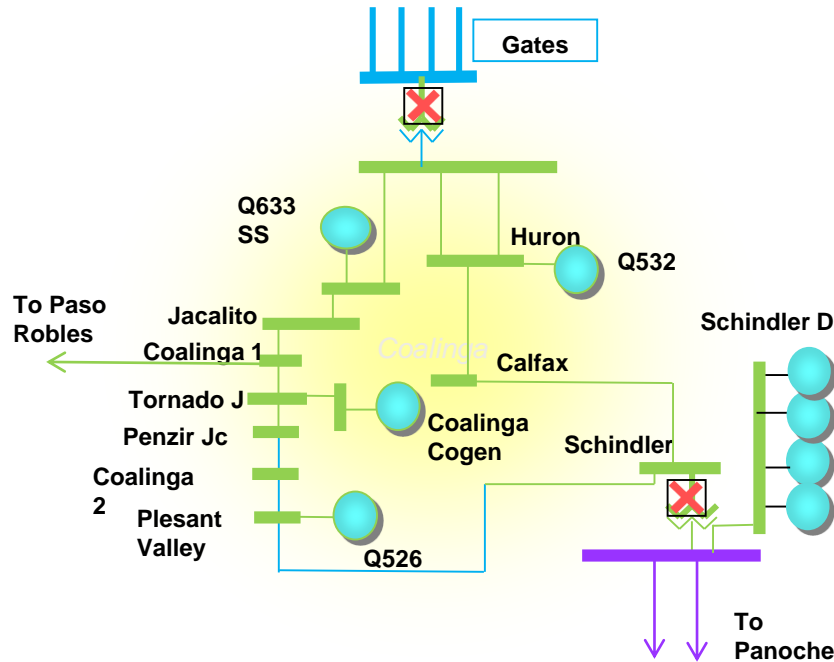 Gates
Q633
SS
Huron
Q532
To Paso
Robles
Jacalito
Schindler D
Coalinga 1
Coalinga
Calfax
Tornado J
Coalinga
Cogen
Penzir Jc
Schindler
Coalinga
2
Plesant
Valley
Q526
To
Panoche